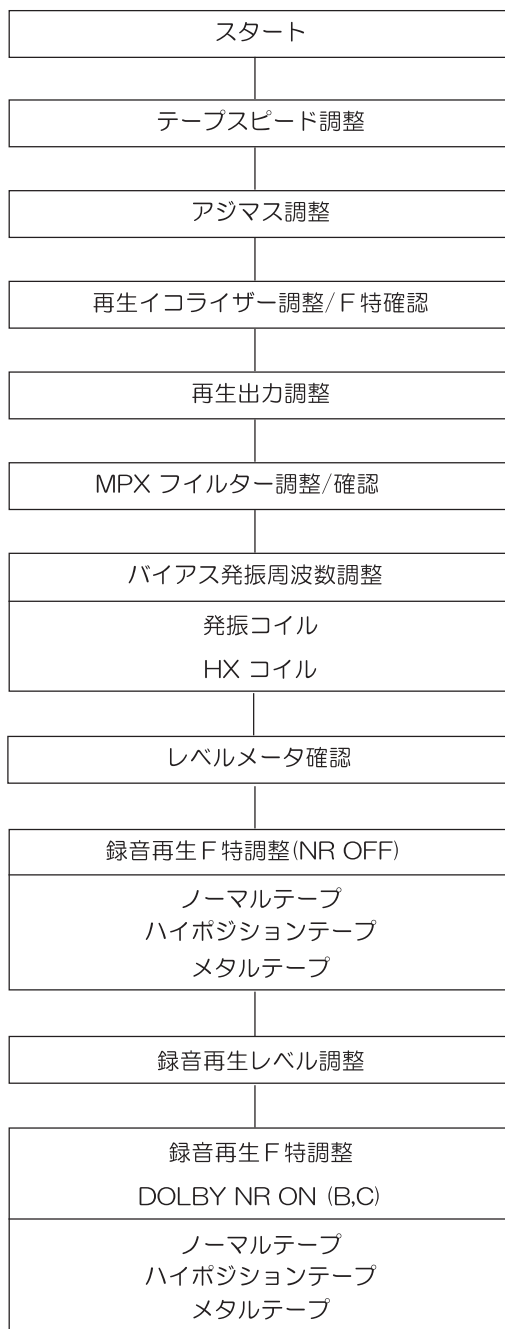 スタート
テープスピード調整
アジマス調整
再生イコライザー調整/F特確認
再生出力調整
MPX フイルター調整/確認
バイアス発振周波数調整
発振コイル
HX コイル
レベルメータ確認
録音再生F特調整(NR OFF)
ノーマルテープ
ハイポジションテープ
メタルテープ
録音再生レベル調整
録音再生F特調整
DOLBY NR ON (B,C)
ノーマルテープ
ハイポジションテープ
メタルテープ